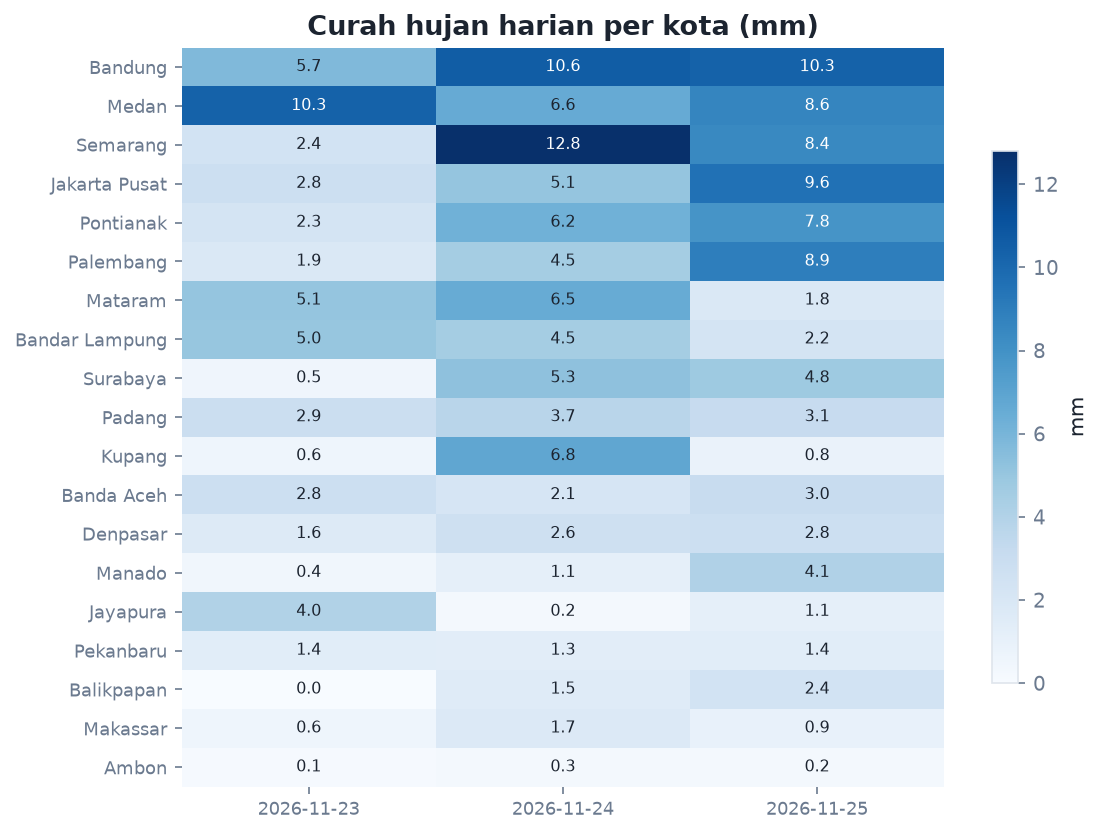 Curah hujan harian per kota (mm)
Bandung 5.7 10.6 10.3
Medan 10.3 6.6 8.6
Semarang 2.4 12.8 8.4
Jakarta Pusat 2.8 5.1 9.6
Pontianak 2.3 6.2 7.8
Palembang 1.9 4.5 8.9
Mataram 5.1 6.5 1.8
Bandar Lampung 5.0 4.5 2.2
Surabaya 0.5 5.3 4.8
Padang 2.9 3.7 3.1
Kupang 0.6 6.8 0.8
Banda Aceh 2.8 2.1 3.0
Denpasar 1.6 2.6 2.8
Manado 0.4 1.1 4.1
Jayapura 4.0 0.2 1.1
Pekanbaru 1.4 1.3 1.4
Balikpapan 0.0 1.5 2.4
Makassar 0.6 1.7 0.9
Ambon 0.1 0.3 0.2
2026-11-23 2026-11-24 2026-11-25
12
10
8
6
4
2
0
mm